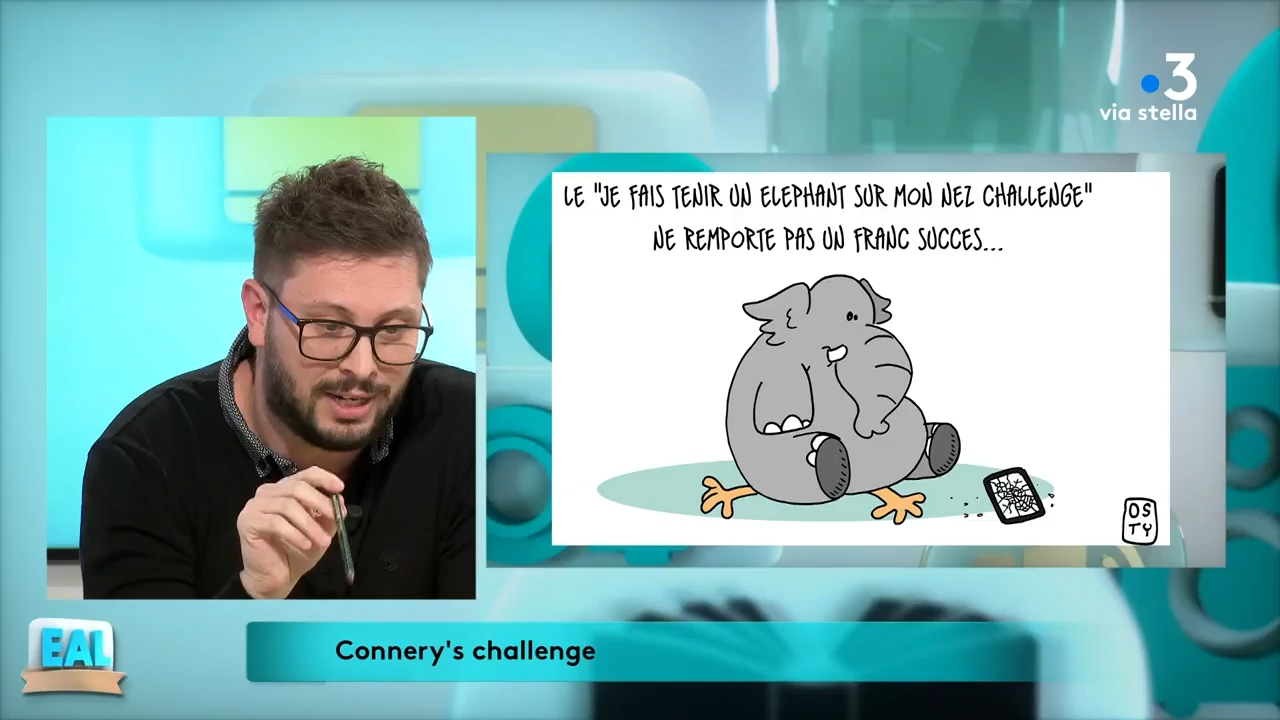 3
via stella
LE "JE FAIS TENIR UN ELEPHANT SUR MON NEZ CHALLENGE"
NE REMPORTE PAS UN FRANC SUCCES...
OS
TY
EAL
Connery's challenge